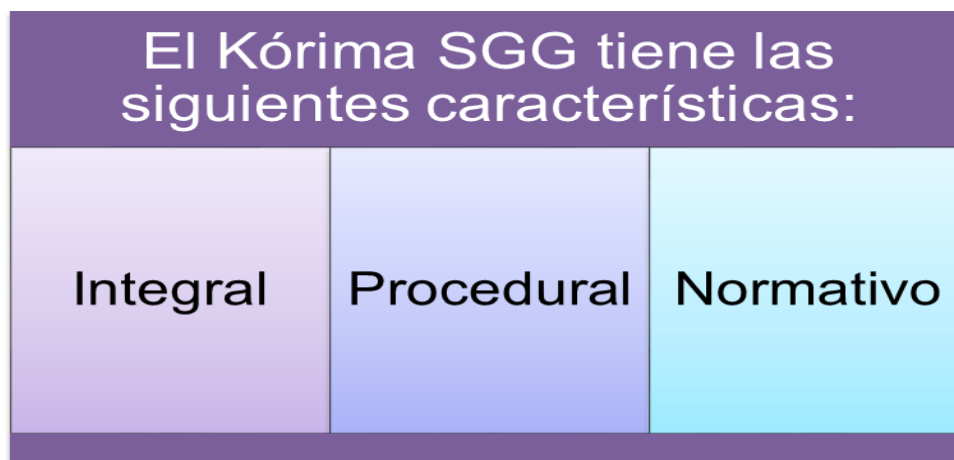 El Kórima SGG tiene las
siguientes características:
Integral
Procedural
Normativo